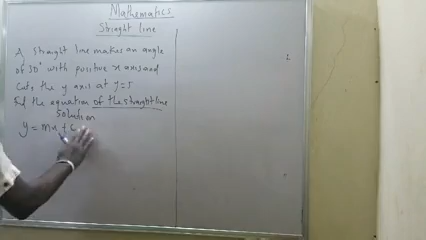 Mathematics
Straight line
A straight line makes an angle
of 30° with positive x axis and
cuts the y axis at y=5
Find the equation of the straight line
Solution
y = mx + c